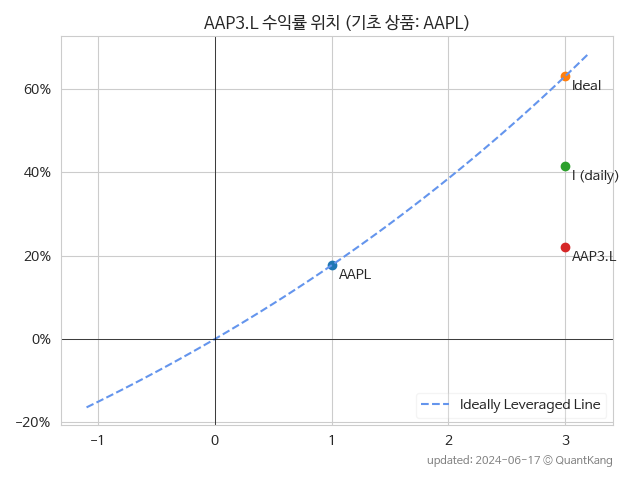 AAP3.L 수익률 위치 (기초 상품: AAPL)
60%
40%
20%
0%
−20%
Ideal
I (daily)
AAP3.L
AAPL
Ideally Leveraged Line
−1
0
1
2
3
updated: 2024-06-17 © QuantKang